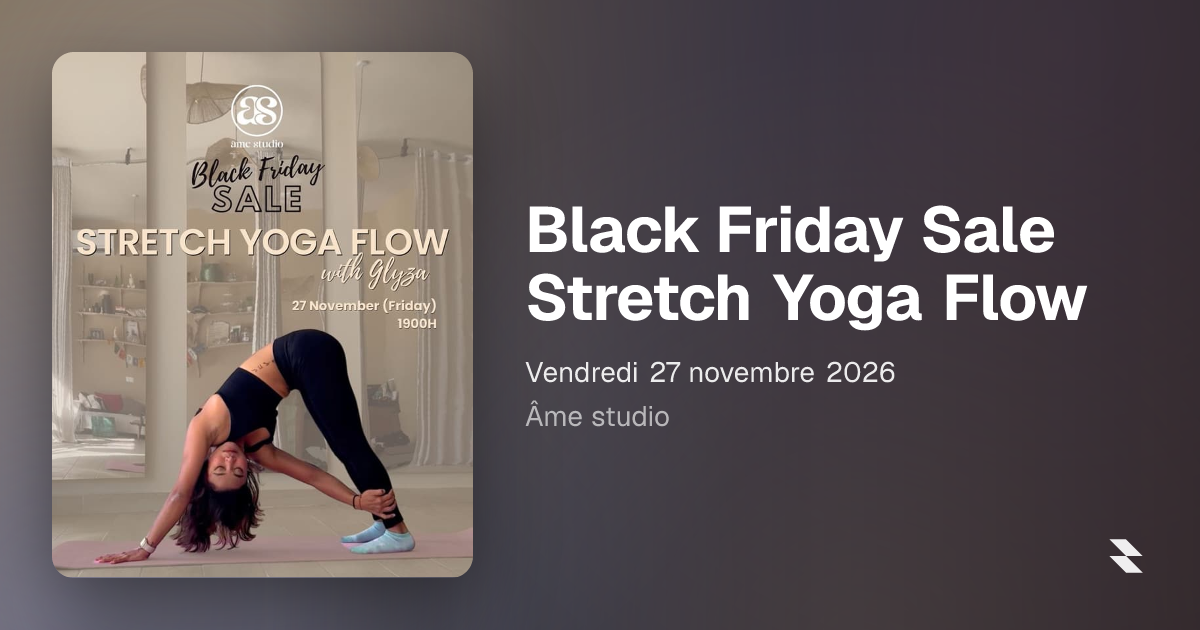 as
âme studio
Black Friday
SALE
STRETCH YOGA FLOW
with Glyza
27 November (Friday)
1900H
Black Friday Sale
Stretch Yoga Flow
Vendredi 27 novembre 2026
Âme studio